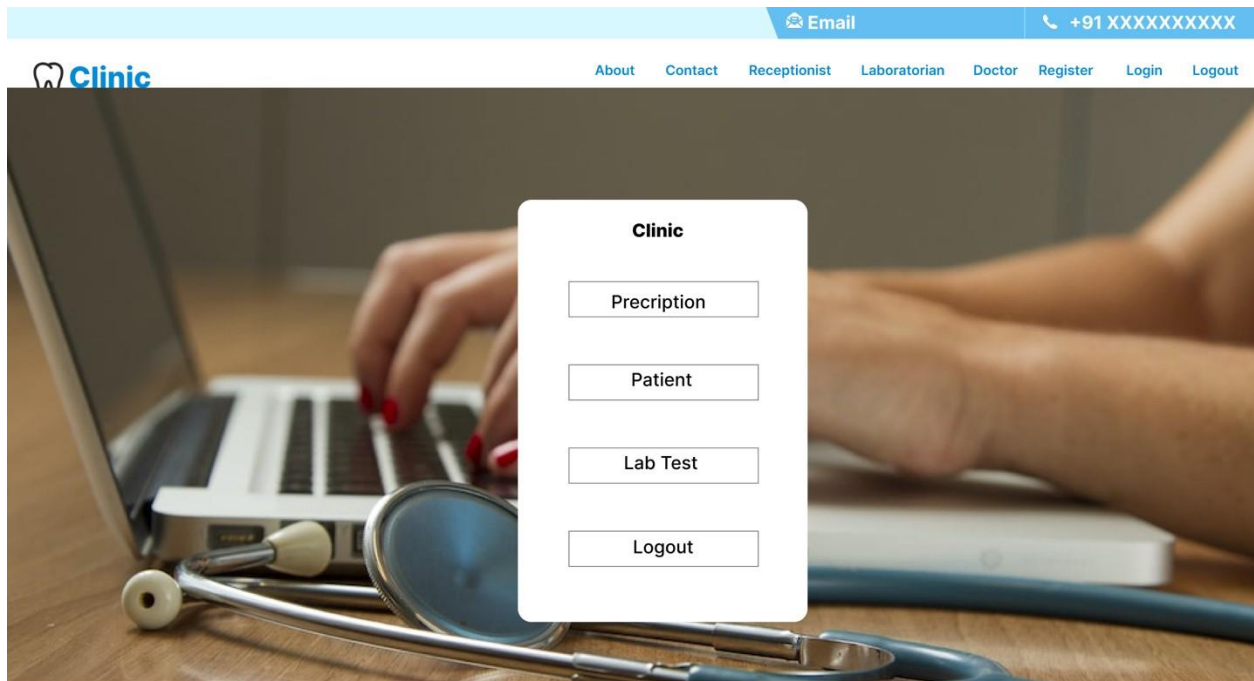 Email +91 XXXXXXXXXX
Clinic About Contact Receptionist Laboratorian Doctor Register Login Logout
Clinic
Precription
Patient
Lab Test
Logout